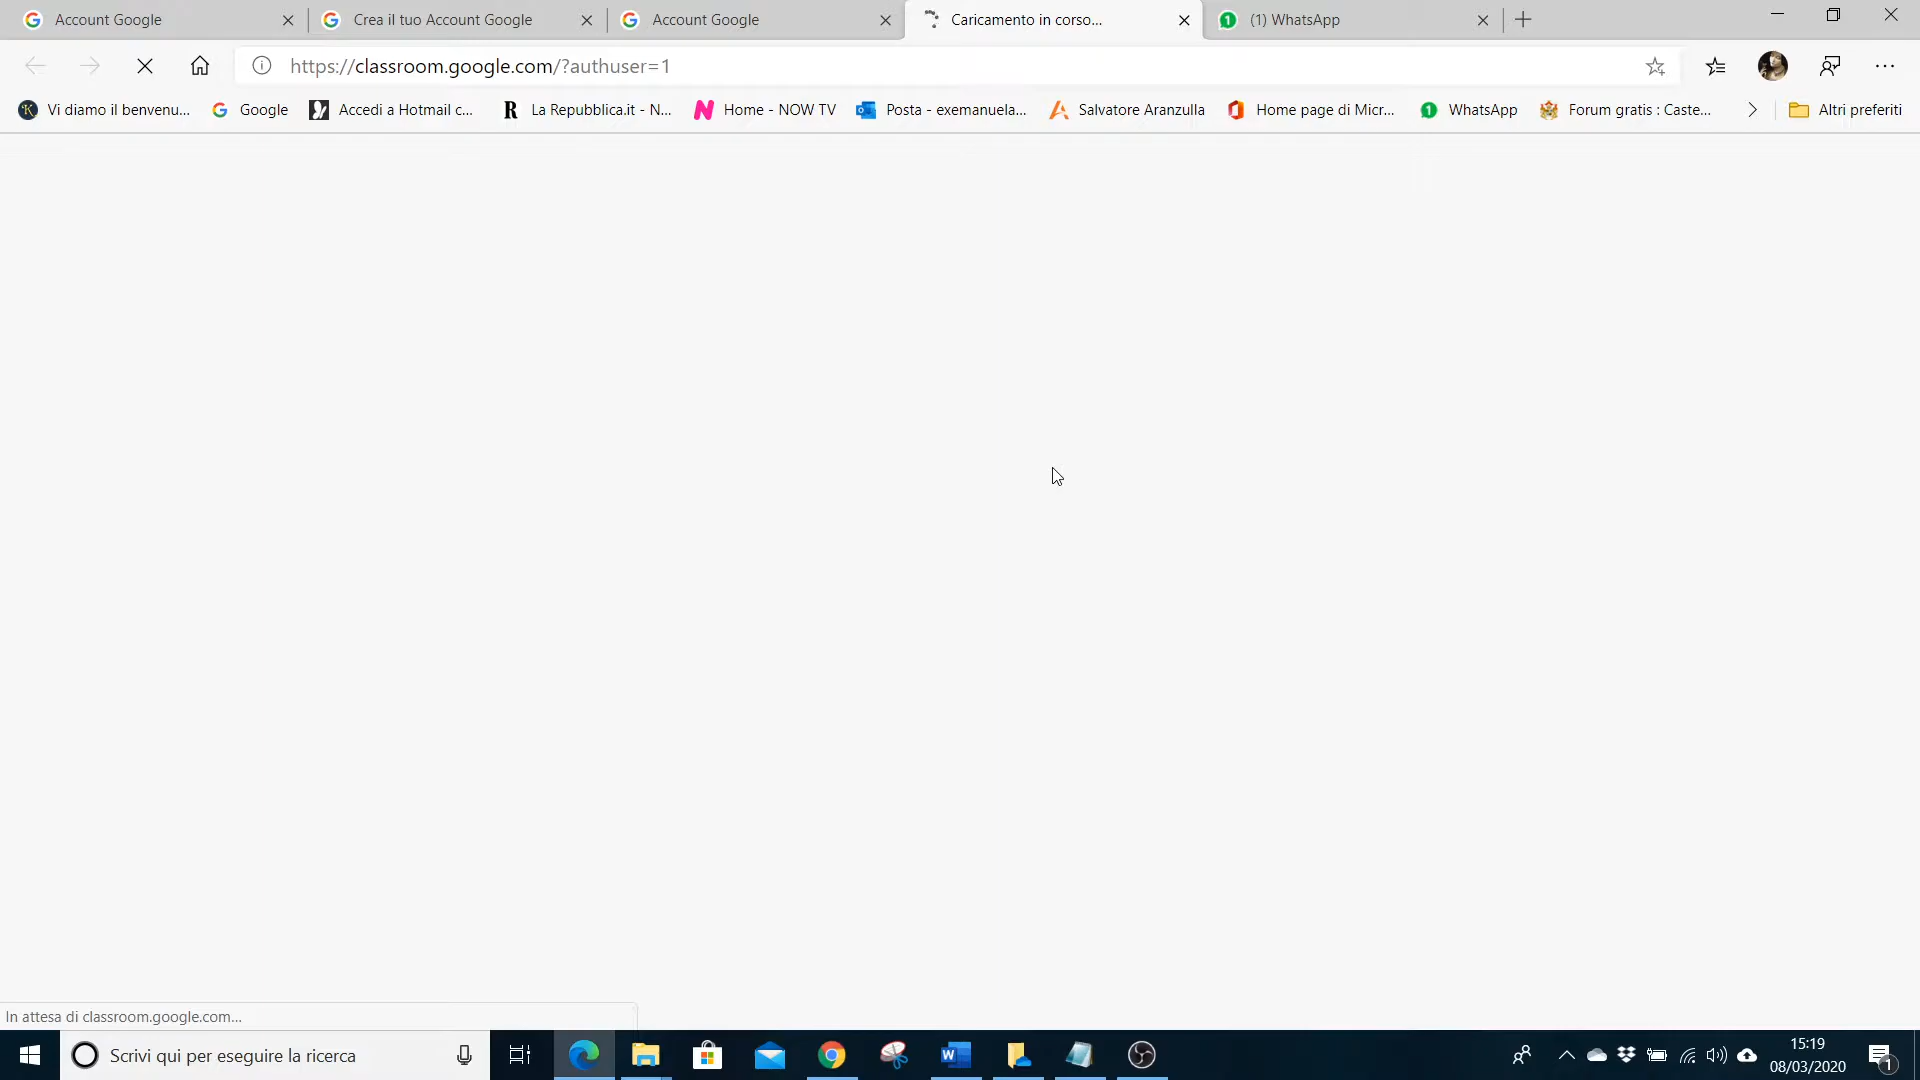 Account Google
Crea il tuo Account Google
Account Google
Caricamento in corso...
(1) WhatsApp
https://classroom.google.com/?authuser=1
Vi diamo il benvenu...
Google
Accedi a Hotmail c...
La Repubblica.it - N...
Home - NOW TV
Posta - exemanuela...
Salvatore Aranzulla
Home page di Micr...
WhatsApp
Forum gratis : Caste...
Altri preferiti
In attesa di classroom.google.com...
Scrivi qui per eseguire la ricerca
15:19
08/03/2020
1